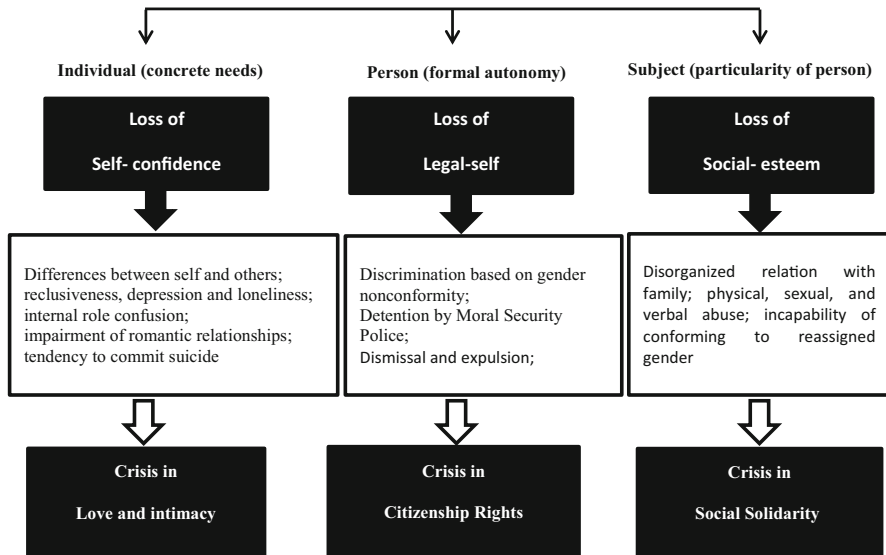 Individual (concrete needs)
Person (formal autonomy)
Subject (particularity of person)
Loss of
Self- confidence
Loss of
Legal-self
Loss of
Social- esteem
Differences between self and others;
reclusiveness, depression and loneliness;
internal role confusion;
impairment of romantic relationships;
tendency to commit suicide
Discrimination based on gender
nonconformity;
Detention by Moral Security
Police;
Dismissal and expulsion;
Disorganized relation with
family; physical, sexual, and
verbal abuse; incapability of
conforming to reassigned
gender
Crisis in
Love and intimacy
Crisis in
Citizenship Rights
Crisis in
Social Solidarity